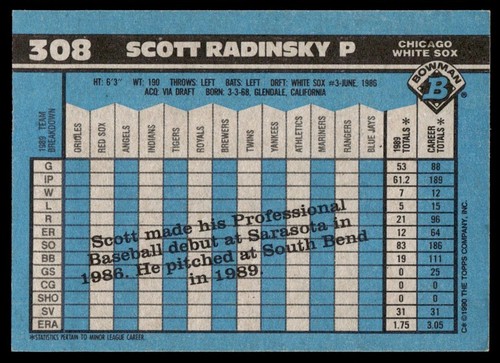 308 SCOTT RADINSKY P CHICAGO WHITE SOX
HT: 6'3" WT: 190 THROWS: LEFT BATS: LEFT DRFT: WHITE SOX #3-JUNE, 1986
ACQ: VIA DRAFT BORN: 3-3-68, GLENDALE, CALIFORNIA
BOWMAN B
1989 TEAM BREAKDOWN ORIOLES RED SOX ANGELS INDIANS TIGERS ROYALS BREWERS TWINS YANKEES ATHLETICS MARINERS RANGERS BLUE JAYS 1989 TOTALS * CAREER TOTALS *
G 53 88
IP 61.2 189
W 7 12
L 5 15
R 21 96
ER 12 64
SO 83 186
BB 19 111
GS 0 25
CG
SHO
SV 31 31
ERA 1.75 3.05
Scott made his Professional
Baseball debut at Sarasota in
1986. He pitched at South Bend
in 1989.
*STATISTICS PERTAIN TO MINOR LEAGUE CAREER.
C# ©1990 THE TOPPS COMPANY, INC.